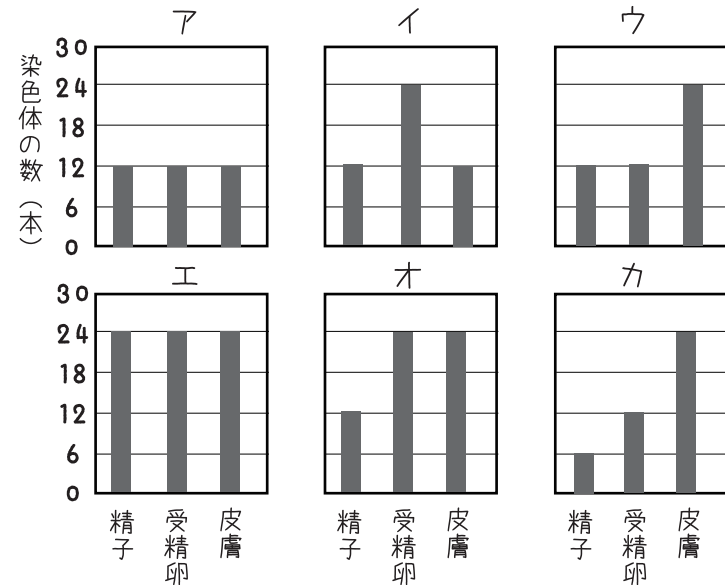 ア
イ
ウ
染色体の数（本）
30
24
18
12
6
0
エ
オ
カ
30
24
18
12
6
0
精子
受精卵
皮膚
精子
受精卵
皮膚
精子
受精卵
皮膚